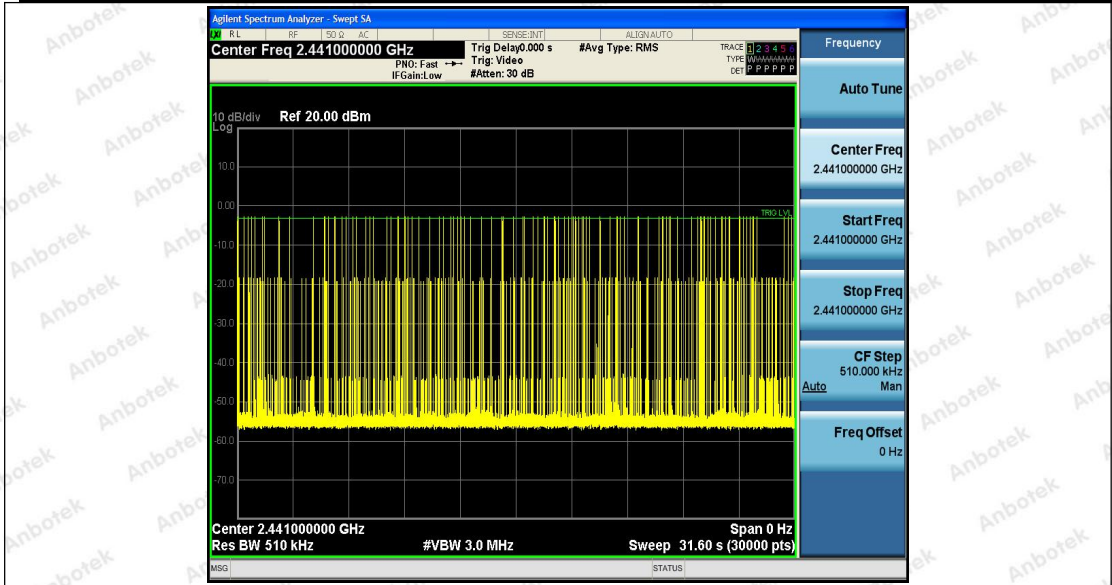 Agilent Spectrum Analyzer - Swept SA
LXI RL RF 50 Ω AC SENSE:INT ALIGNAUTO
Center Freq 2.441000000 GHz Trig Delay0.000 s #Avg Type: RMS TRACE 1 2 3 4 5 6 Frequency
PNO: Fast Trig: Video TYPE
IFGain:Low #Atten: 30 dB DET P P P P P P
Auto Tune
10 dB/div Ref 20.00 dBm
Log
Center Freq
2.441000000 GHz
10.0
0.00
TRIG LVL
Start Freq
2.441000000 GHz
-10.0
-20.0
Stop Freq
2.441000000 GHz
-30.0
-40.0
CF Step
510.000 kHz
Auto Man
-50.0
Freq Offset
0 Hz
-60.0
-70.0
Center 2.441000000 GHz Span 0 Hz
Res BW 510 kHz #VBW 3.0 MHz Sweep 31.60 s (30000 pts)
MSG STATUS
Anbotek